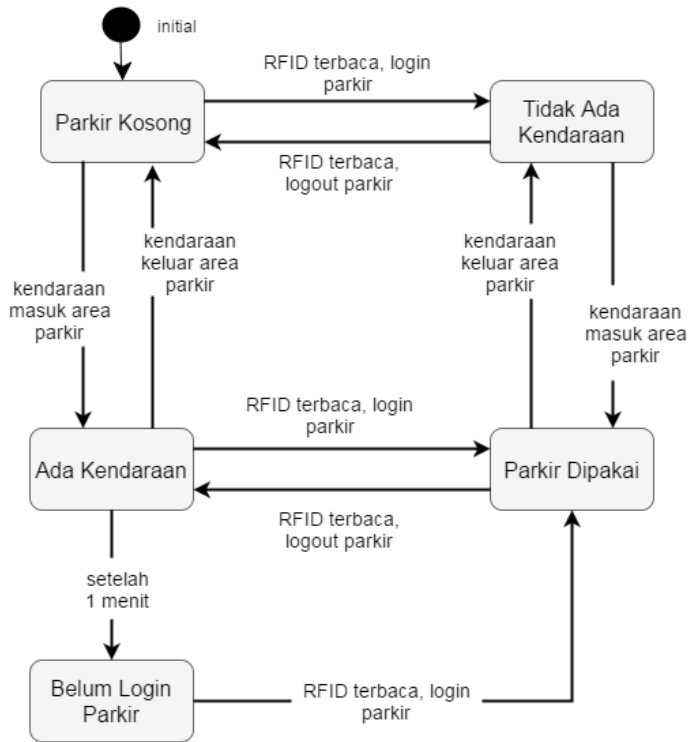 initial
RFID terbaca, login
parkir
Parkir Kosong
Tidak Ada
Kendaraan
RFID terbaca,
logout parkir
kendaraan
keluar area
parkir
kendaraan
keluar area
parkir
kendaraan
masuk area
parkir
kendaraan
masuk area
parkir
RFID terbaca, login
parkir
Ada Kendaraan
Parkir Dipakai
RFID terbaca,
logout parkir
setelah
1 menit
Belum Login
Parkir
RFID terbaca, login
parkir